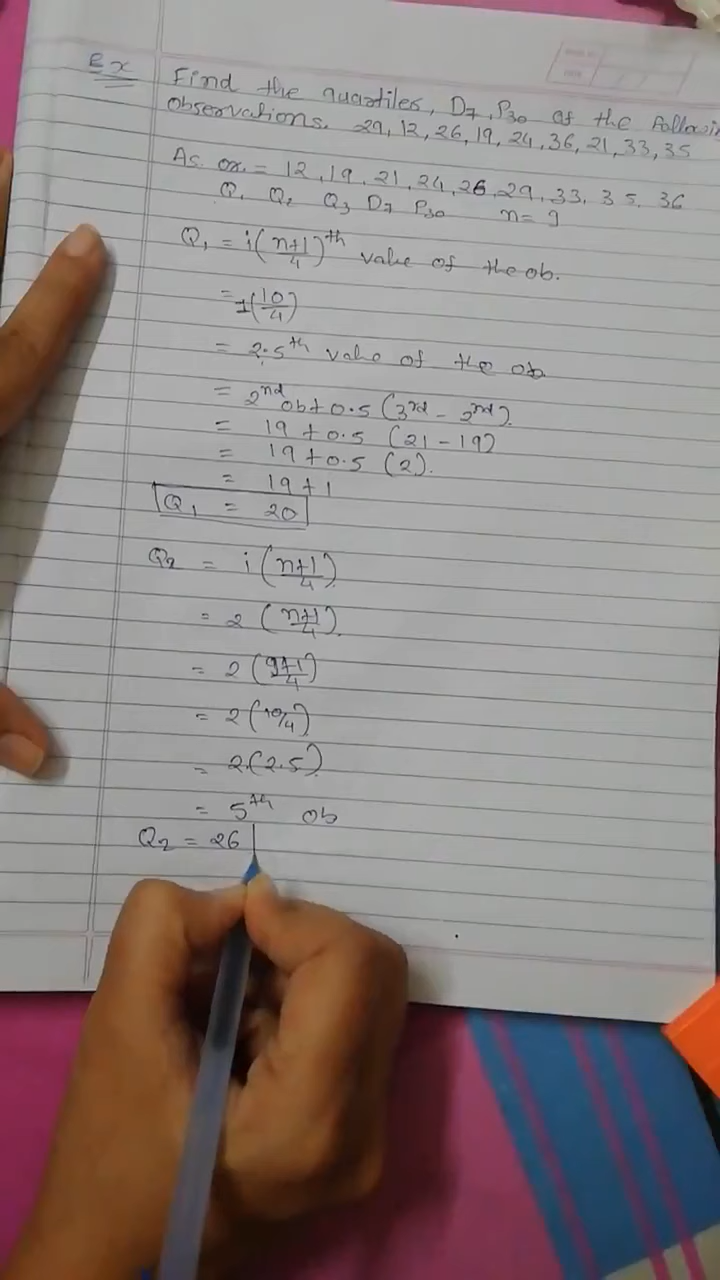 Ex Find the quartiles, D7, P30 of the followin
observations. 29, 12, 26, 19, 24, 36, 21, 33, 35
As. or. = 12, 19, 21, 24, 26, 29, 33, 35, 36
Q1 Q2 Q3 D7 P30 n = 9
Q1 = i(n+1/4)th value of the ob.
= 1(10/4)
= 2.5th value of the ob
= 2nd ob + 0.5 (3rd - 2nd).
= 19 + 0.5 (21 - 19)
= 19 + 0.5 (2).
= 19 + 1
Q1 = 20
Q2 = i (n+1/4)
= 2 (n+1/4)
= 2 (9+1/4)
= 2 (10/4)
= 2 (2.5)
= 5th ob
Q2 = 26